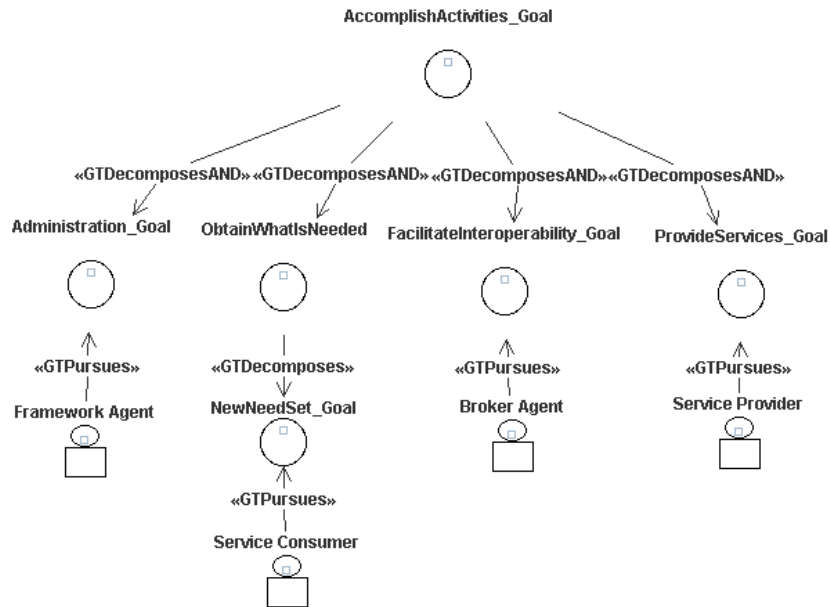 AccomplishActivities_Goal
«GTDecomposesAND» «GTDecomposesAND» «GTDecomposesAND» «GTDecomposesAND»
Administration_Goal ObtainWhatIsNeeded FacilitateInteroperability_Goal ProvideServices_Goal
«GTPursues» «GTDecomposes» «GTPursues» «GTPursues»
Framework Agent NewNeedSet_Goal Broker Agent Service Provider
«GTPursues»
Service Consumer